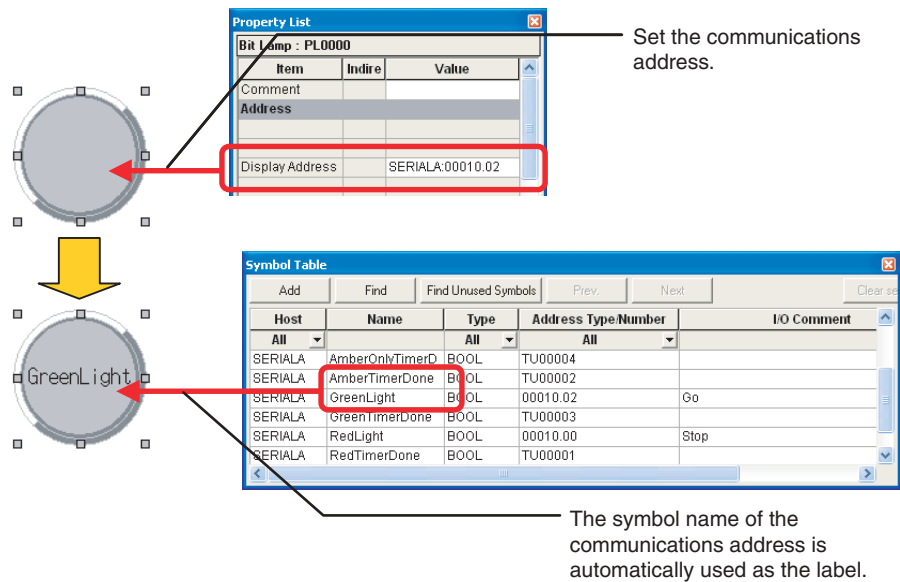 Property List
Bit Lamp : PL0000
Item Indire Value
Comment
Address
Display Address SERIALA:00010.02
Set the communications
address.
Symbol Table
Add Find Find Unused Symbols Prev. Next Clear se
Host Name Type Address Type/Number I/O Comment
All All All
SERIALA AmberOnlyTimerD BOOL TU00004
SERIALA AmberTimerDone BOOL TU00002
SERIALA GreenLight BOOL 00010.02 Go
SERIALA GreenTimerDone BOOL TU00003
SERIALA RedLight BOOL 00010.00 Stop
SERIALA RedTimerDone BOOL TU00001
GreenLight
The symbol name of the
communications address is
automatically used as the label.